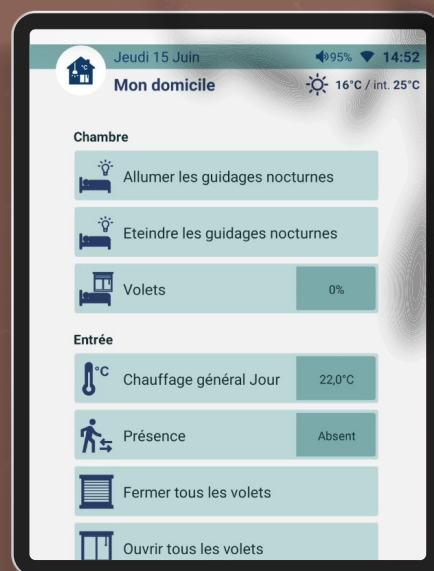 Jeudi 15 Juin 95% 14:52
Mon domicile 16°C / int. 25°C
Chambre
Allumer les guidages nocturnes
Eteindre les guidages nocturnes
Volets 0%
Entrée
°C Chauffage général Jour 22,0°C
Présence Absent
Fermer tous les volets
Ouvrir tous les volets